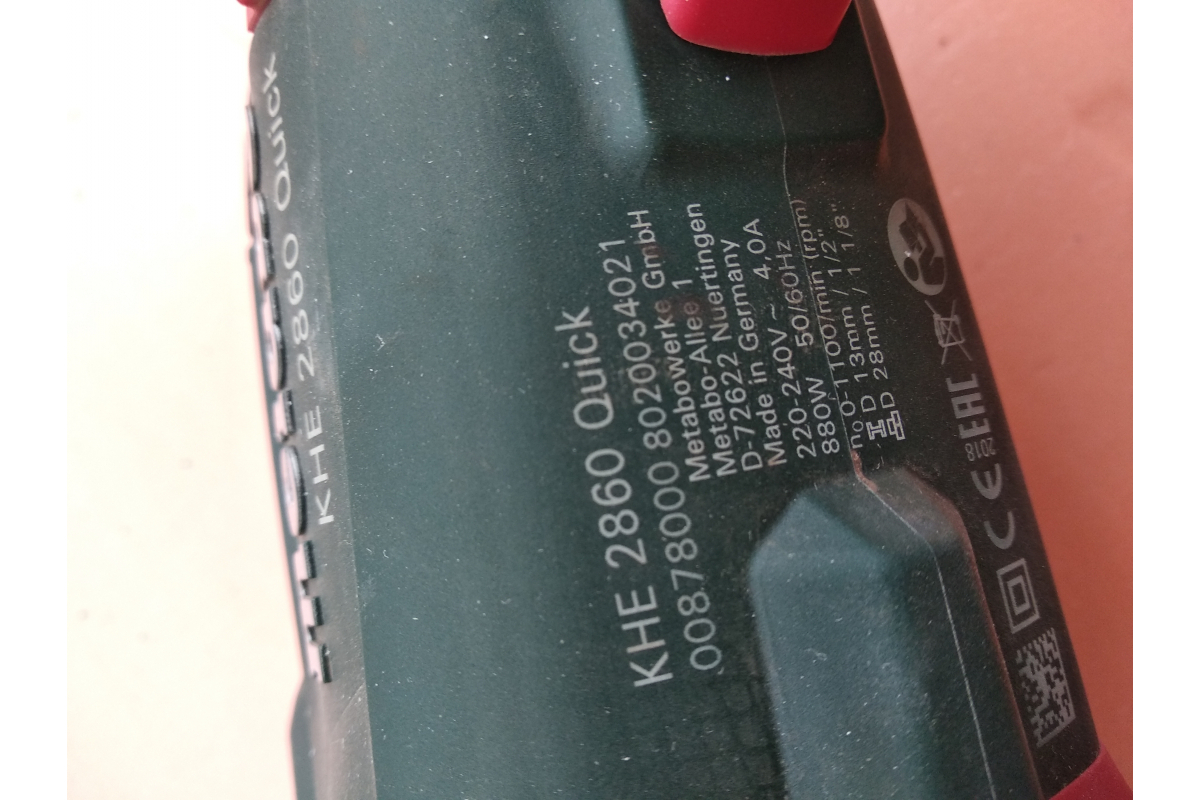 metabo
KHE 2860 Quick
KHE 2860 Quick
00878000 8020034021
Metabowerke GmbH
Metabo-Allee 1
Metabo-D-72622 Nuertingen
Made in Germany
220-240V ~ 4,0A
880W 50/60Hz
n₀ 0-1100/min (rpm)
D 13mm / 1/2"
D 28mm / 1 1/8"
EAC
CE 2018